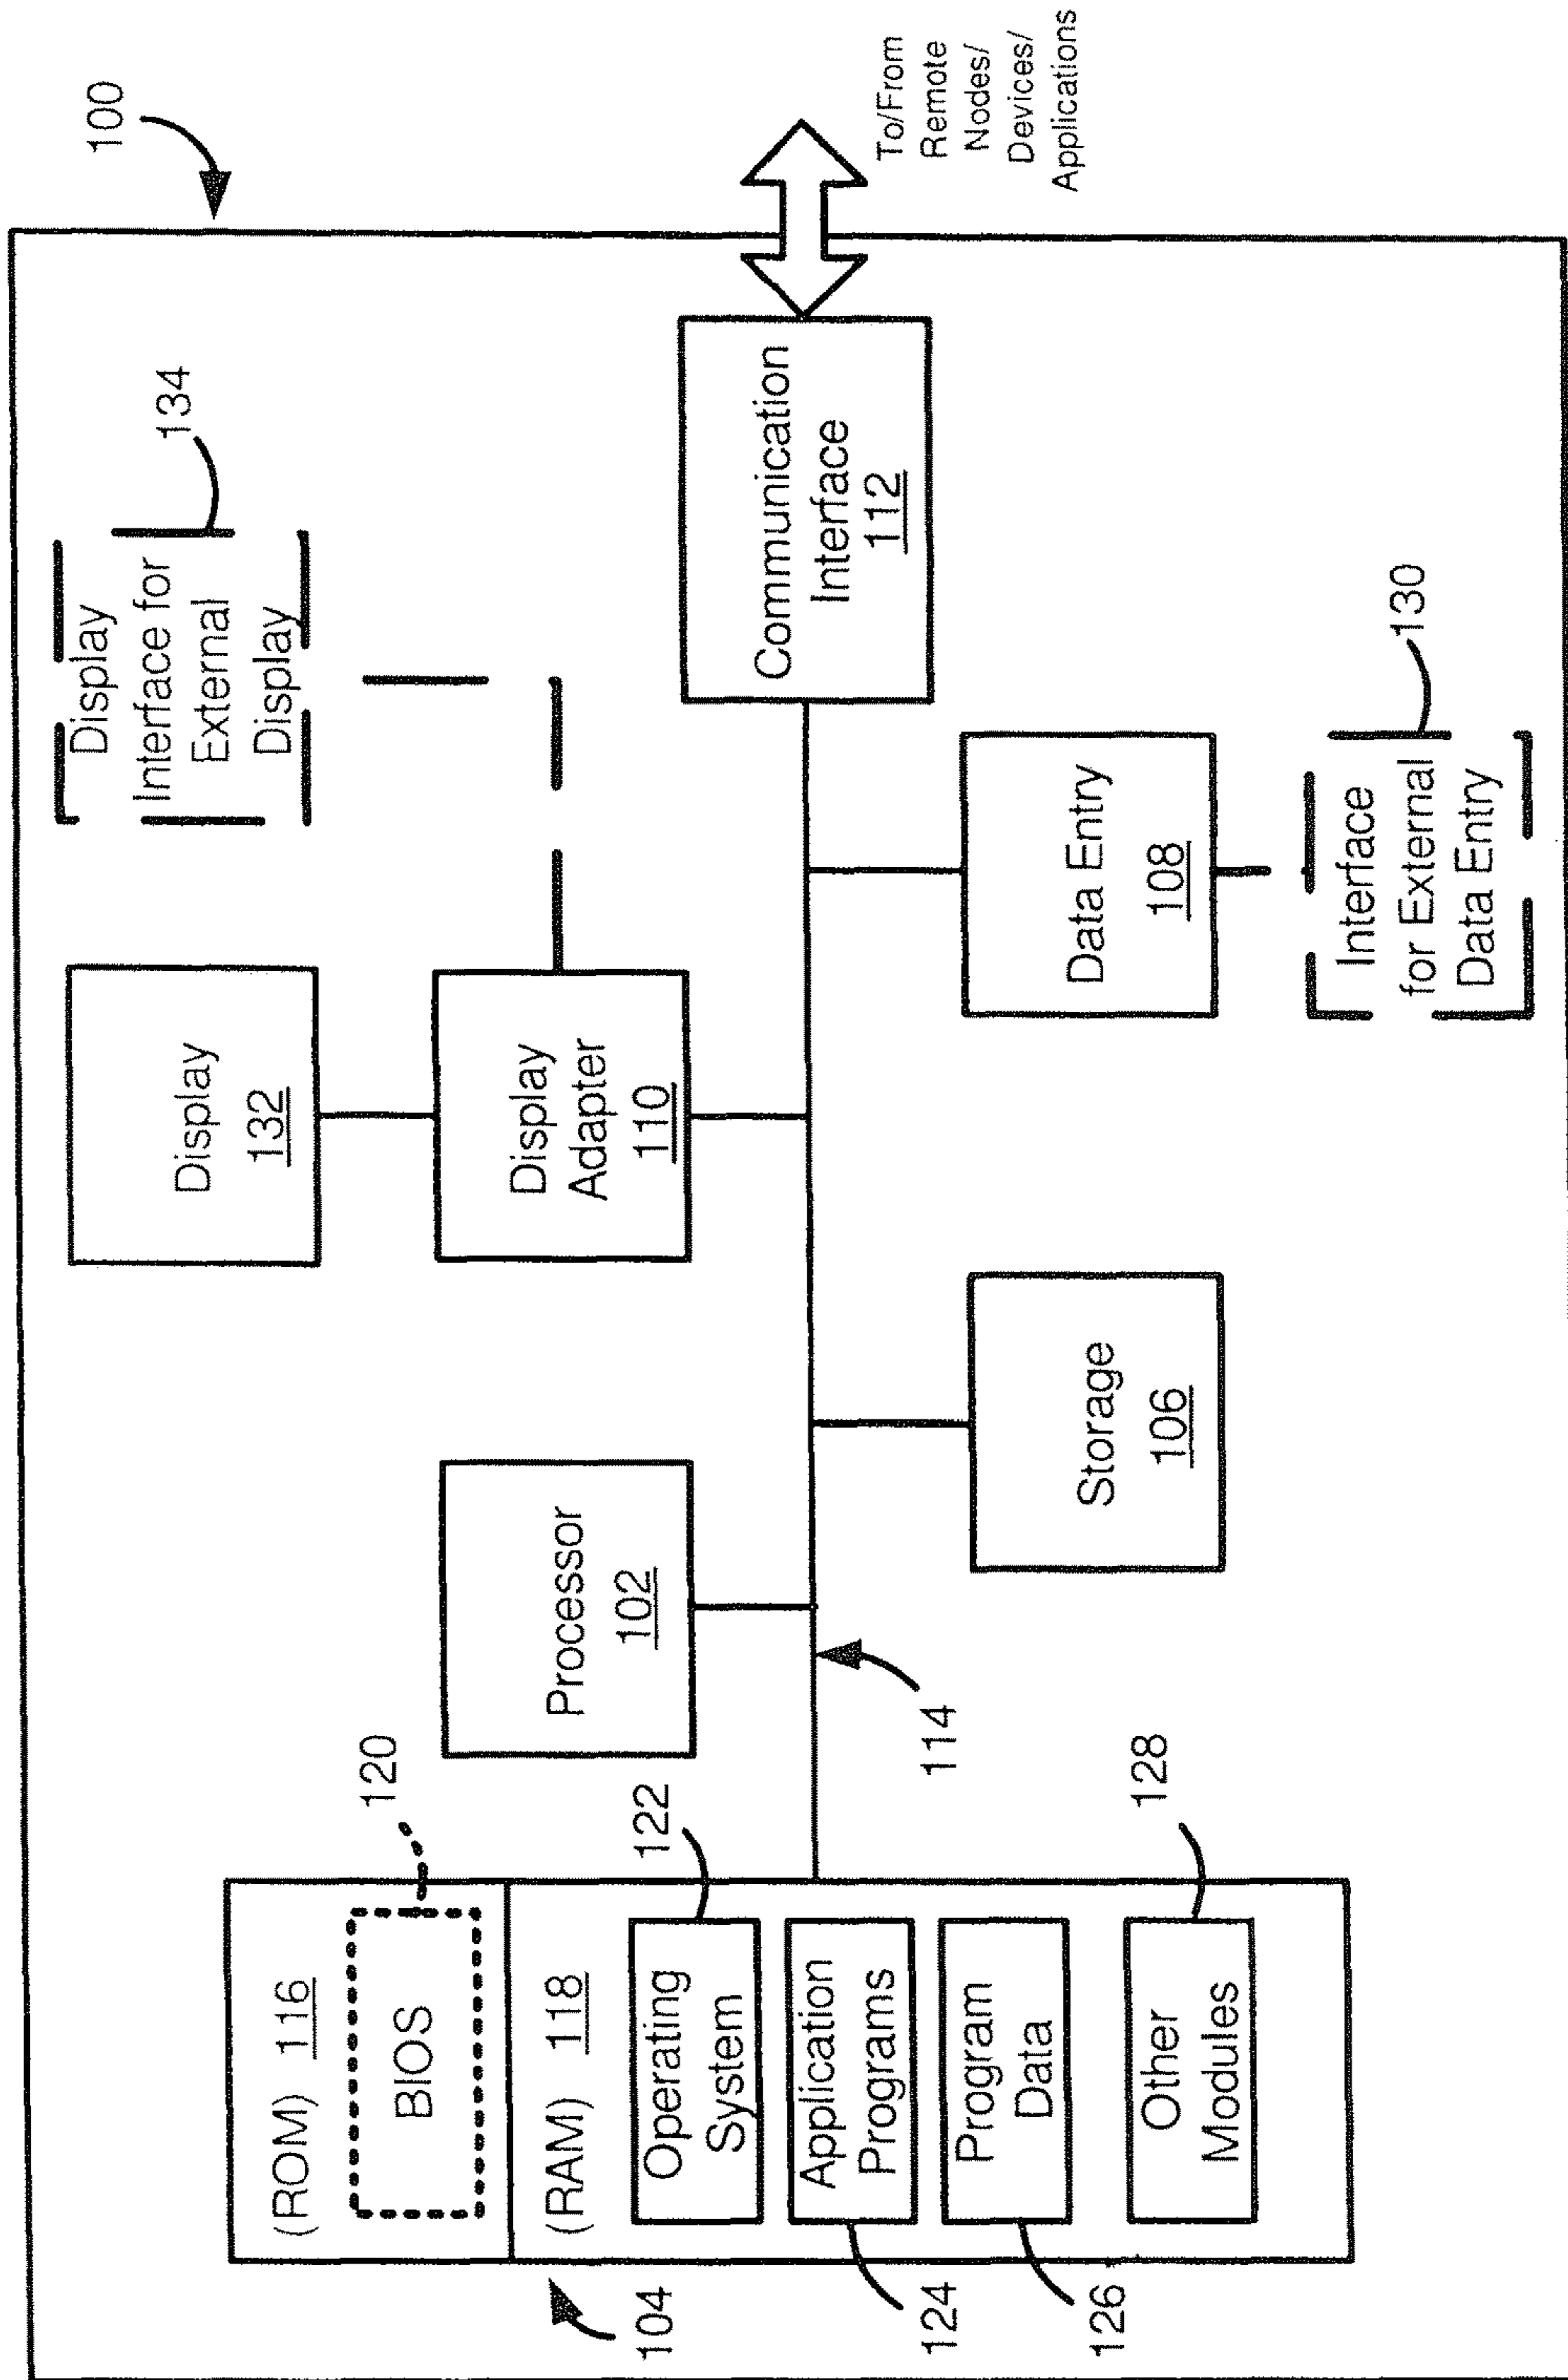 100
134
Display
Interface for
External
Display
Display
132
Display
Adapter
110
Communication
Interface
112
To/From
Remote
Nodes/
Devices/
Applications
Data Entry
108
130
Interface
for External
Data Entry
Processor
102
Storage
106
114
(ROM) 116
BIOS
120
(RAM) 118
Operating
System
122
Application
Programs
124
Program
Data
126
Other
Modules
128
104